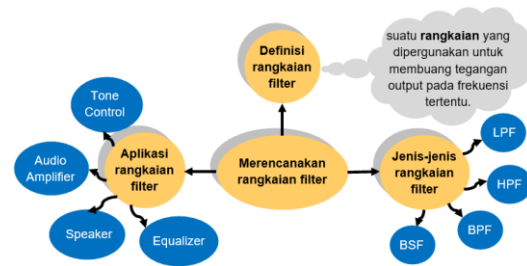 Definisi
rangkaian
filter
suatu rangkaian yang
dipergunakan untuk
membuang tegangan
output pada frekuensi
tertentu.
Tone
Control
Audio
Amplifier
Speaker
Equalizer
Aplikasi
rangkaian
filter
Merencanakan
rangkaian filter
Jenis-jenis
rangkaian
filter
LPF
HPF
BPF
BSF